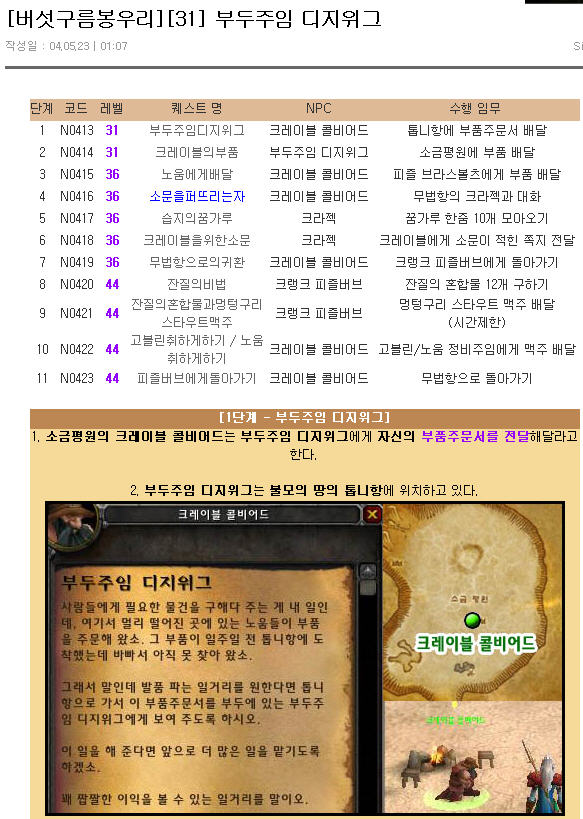 [버섯구름봉우리][31] 부두주임 디지위그
작성일 : 04.05.23 | 01:07
단계 코드 레벨 퀘스트 명 NPC 수행 임무
1 N0413 31 부두주임디지위그 크레이블 콜비어드 톱니항에 부품주문서 배달
2 N0414 31 크레이블의부품 부두주임 디지위그 소금평원에 부품 배달
3 N0415 36 노움에게배달 크레이블 콜비어드 피즐 브라스볼츠에게 부품 배달
4 N0416 36 소문을퍼뜨리는자 크레이블 콜비어드 무법항의 크라젝과 대화
5 N0417 36 습지의꿈가루 크라젝 꿈가루 한줌 10개 모아오기
6 N0418 36 크레이블을위한소문 크라젝 크레이블에게 소문이 적힌 쪽지 전달
7 N0419 36 무법항으로의귀환 크레이블 콜비어드 크랭크 피즐버브에게 돌아가기
8 N0420 44 잔질의비법 크랭크 피즐버브 잔질의 혼합물 12개 구하기
9 N0421 44 잔질의혼합물과멍텅구리 스타우트맥주 크랭크 피즐버브 멍텅구리 스타우트 맥주 배달 (시간제한)
10 N0422 44 고블린취하게하기 / 노움 취하게하기 크레이블 콜비어드 고블린/노움 정비주임에게 맥주 배달
11 N0423 44 피즐버브에게돌아가기 크레이블 콜비어드 무법항으로 돌아가기
[1단계 - 부두주임 디지위그]
1. 소금평원의 크레이블 콜비어드는 부두주임 디지위그에게 자신의 부품주문서를 전달해달라고
한다.
2. 부두주임 디지위그는 불모의 땅의 톱니항에 위치하고 있다.
크레이블 콜비어드
부두주임 디지위그
사람들에게 필요한 물건을 구해다 주는 게 내 일인
데, 여기서 멀리 떨어진 곳에 있는 노움들이 부품
을 주문해 왔소. 그 부품이 일주일 전 톱니항에 도
착했는데 바빠서 아직 못 찾아 왔소.
그래서 말인데 발품 파는 일거리를 원한다면 톱니
항으로 가서 이 부품주문서를 부두에 있는 부두주
임 디지위그에게 보여 주도록 하시오.
이 일을 해 준다면 앞으로 더 많은 일을 맡기도록
하겠소.
꽤 짭짤한 이익을 볼 수 있는 일거리를 말이오.
소금 평원
크레이블 콜비어드
크레이블 콜비어드